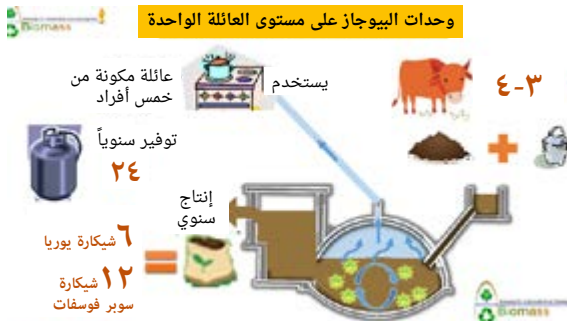 وحدات البيوجاز على مستوى العائلة الواحدة
Biomass
٣-٤
يستخدم
عائلة مكونة من
خمس أفراد
توفير سنوياً
٢٤
إنتاج
سنوي
٦ شيكارة يوريا
١٢ شيكارة
سوبر فوسفات
Biomass